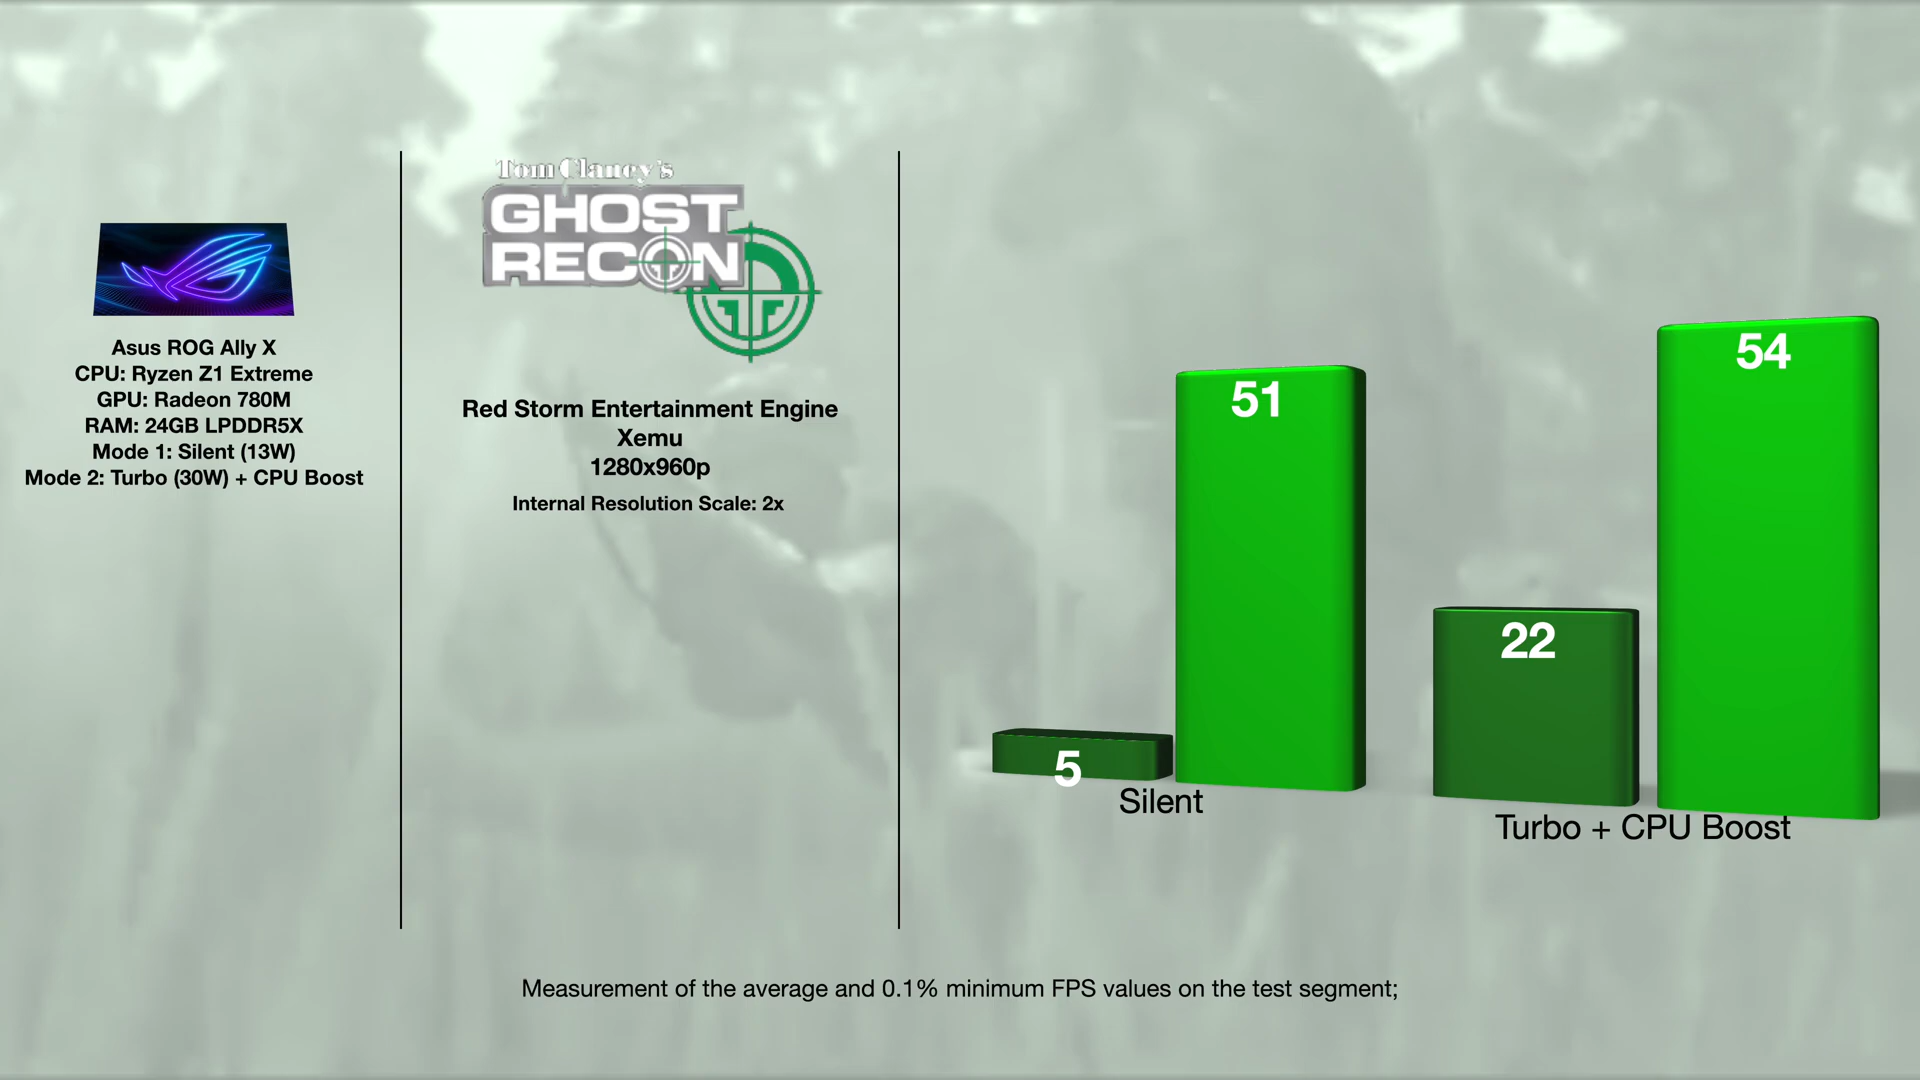 Asus ROG Ally X
CPU: Ryzen Z1 Extreme
GPU: Radeon 780M
RAM: 24GB LPDDR5X
Mode 1: Silent (13W)
Mode 2: Turbo (30W) + CPU Boost
Tom Clancy's
GHOST
RECON
Red Storm Entertainment Engine
Xemu
1280x960p
Internal Resolution Scale: 2x
5
51
Silent
22
54
Turbo + CPU Boost
Measurement of the average and 0.1% minimum FPS values on the test segment;